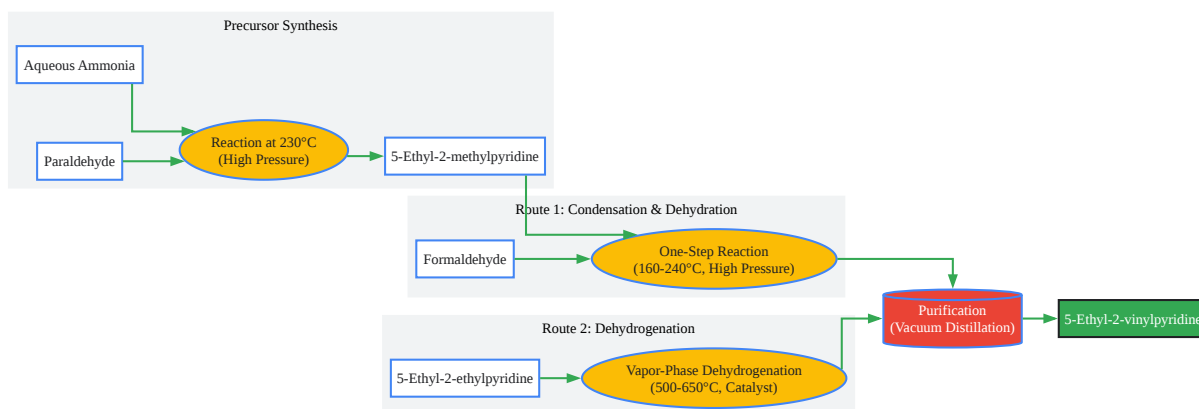 Precursor Synthesis
Aqueous Ammonia
Paraldehyde
Reaction at 230°C
(High Pressure)
5-Ethyl-2-methylpyridine
Route 1: Condensation & Dehydration
Formaldehyde
One-Step Reaction
(160-240°C, High Pressure)
Route 2: Dehydrogenation
5-Ethyl-2-ethylpyridine
Vapor-Phase Dehydrogenation
(500-650°C, Catalyst)
Purification
(Vacuum Distillation)
5-Ethyl-2-vinylpyridine